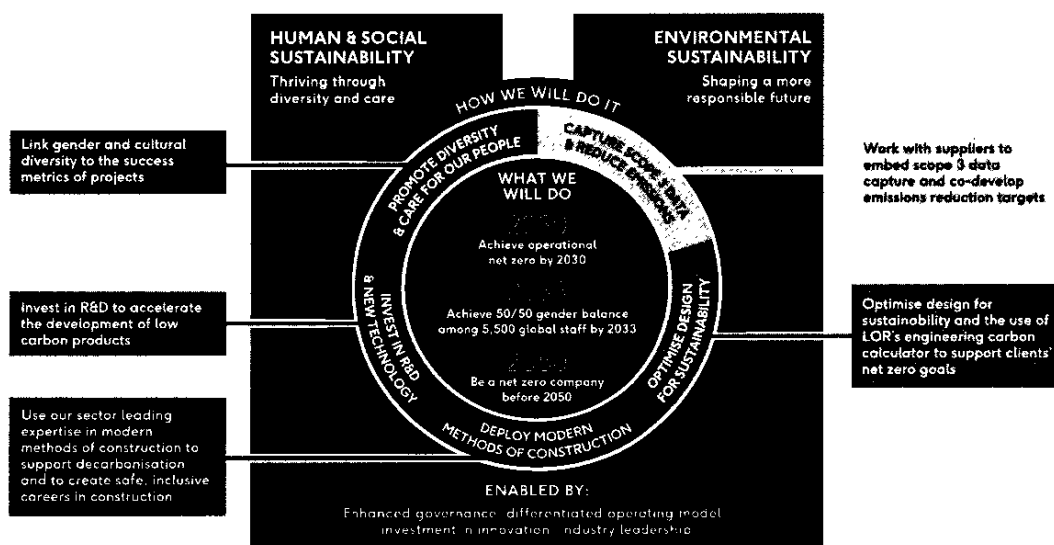 HUMAN & SOCIAL
SUSTAINABILITY
Thriving through
diversity and care
ENVIRONMENTAL
SUSTAINABILITY
Shaping a more
responsible future
HOW WE WILL DO IT
PROMOTE DIVERSITY
& CARE FOR OUR PEOPLE
CAPTURE SCOPE 3 DATA
& REDUCE EMISSIONS
Link gender and cultural
diversity to the success
metrics of projects
Work with suppliers to
embed scope 3 data
capture and co-develop
emissions reduction targets
WHAT WE
WILL DO
2030
Achieve operational
net zero by 2030
2033
Achieve 50/50 gender balance
among 5,500 global staff by 2033
2050
Be a net zero company
before 2050
INVEST IN R&D
& NEW TECHNOLOGY
OPTIMISE DESIGN
FOR SUSTAINABILITY
Invest in R&D to accelerate
the development of low
carbon products
Optimise design for
sustainability and the use of
LOR's engineering carbon
calculator to support clients'
net zero goals
DEPLOY MODERN
METHODS OF CONSTRUCTION
Use our sector leading
expertise in modern
methods of construction to
support decarbonisation
and to create safe, inclusive
careers in construction
ENABLED BY:
Enhanced governance, differentiated operating model,
investment in innovation, industry leadership